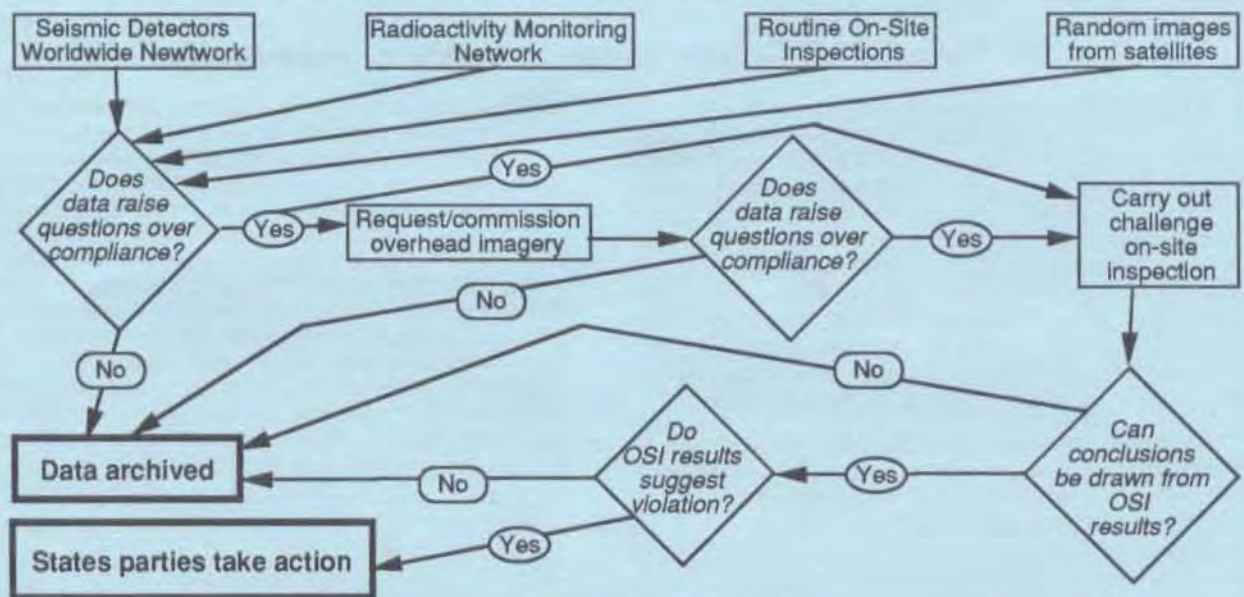 Seismic Detectors
Worldwide Newtwork
Radioactivity Monitoring
Network
Routine On-Site
Inspections
Random images
from satellites
Yes
Does
data raise
questions over
compliance?
Yes
Request/commission
overhead imagery
Does
data raise
questions over
compliance?
Yes
Carry out
challenge
on-site
inspection
No
No
No
Data archived
No
Do
OSI results
suggest
violation?
Yes
Can
conclusions
be drawn from
OSI
results?
States parties take action
Yes